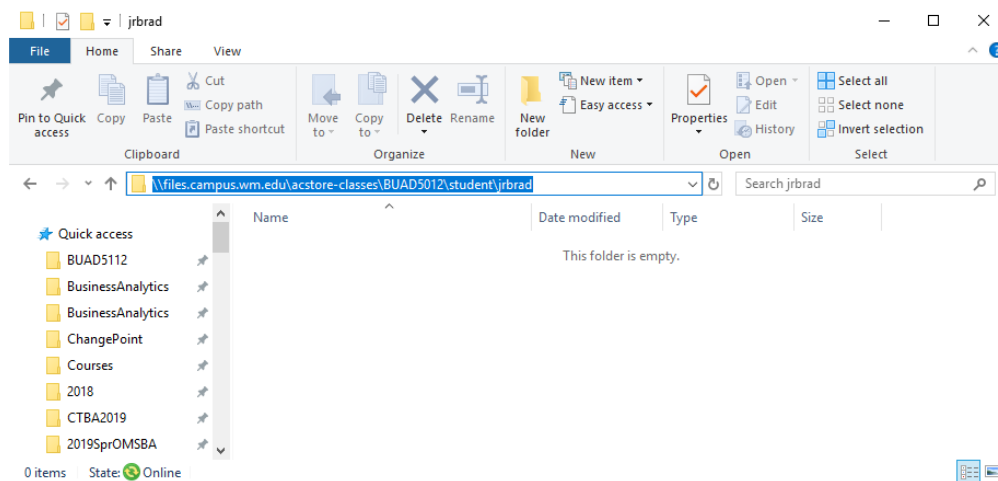 jrbrad
File Home Share View
Pin to Quick access
Copy
Paste
Cut
Copy path
Paste shortcut
Clipboard
Move to
Copy to
Delete
Rename
Organize
New folder
New item
Easy access
New
Properties
Open
Edit
History
Open
Select all
Select none
Invert selection
Select
\\files.campus.wm.edu\acstore-classes\BUAD5012\student\jrbrad
Search jrbrad
Name Date modified Type Size
This folder is empty.
Quick access
BUAD5112
BusinessAnalytics
BusinessAnalytics
ChangePoint
Courses
2018
CTBA2019
2019SprOMSBA
0 items State: Online